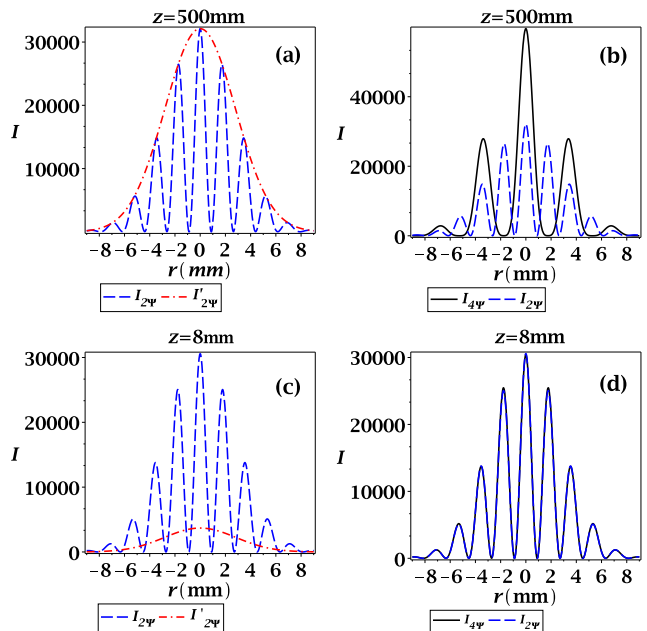 z=500mm
(a)
30000
20000
10000
0
I
−8 −6 −4 −2 0 2 4 6 8
r(mm)
I2Ψ I'2Ψ
z=500mm
(b)
40000
20000
0
I
−8 −6 −4 −2 0 2 4 6 8
r(mm)
I4Ψ I2Ψ
z=8mm
(c)
30000
20000
10000
0
I
−8 −6 −4 −2 0 2 4 6 8
r(mm)
I2Ψ I'2Ψ
z=8mm
(d)
30000
20000
10000
0
I
−8 −6 −4 −2 0 2 4 6 8
r(mm)
I4Ψ I2Ψ